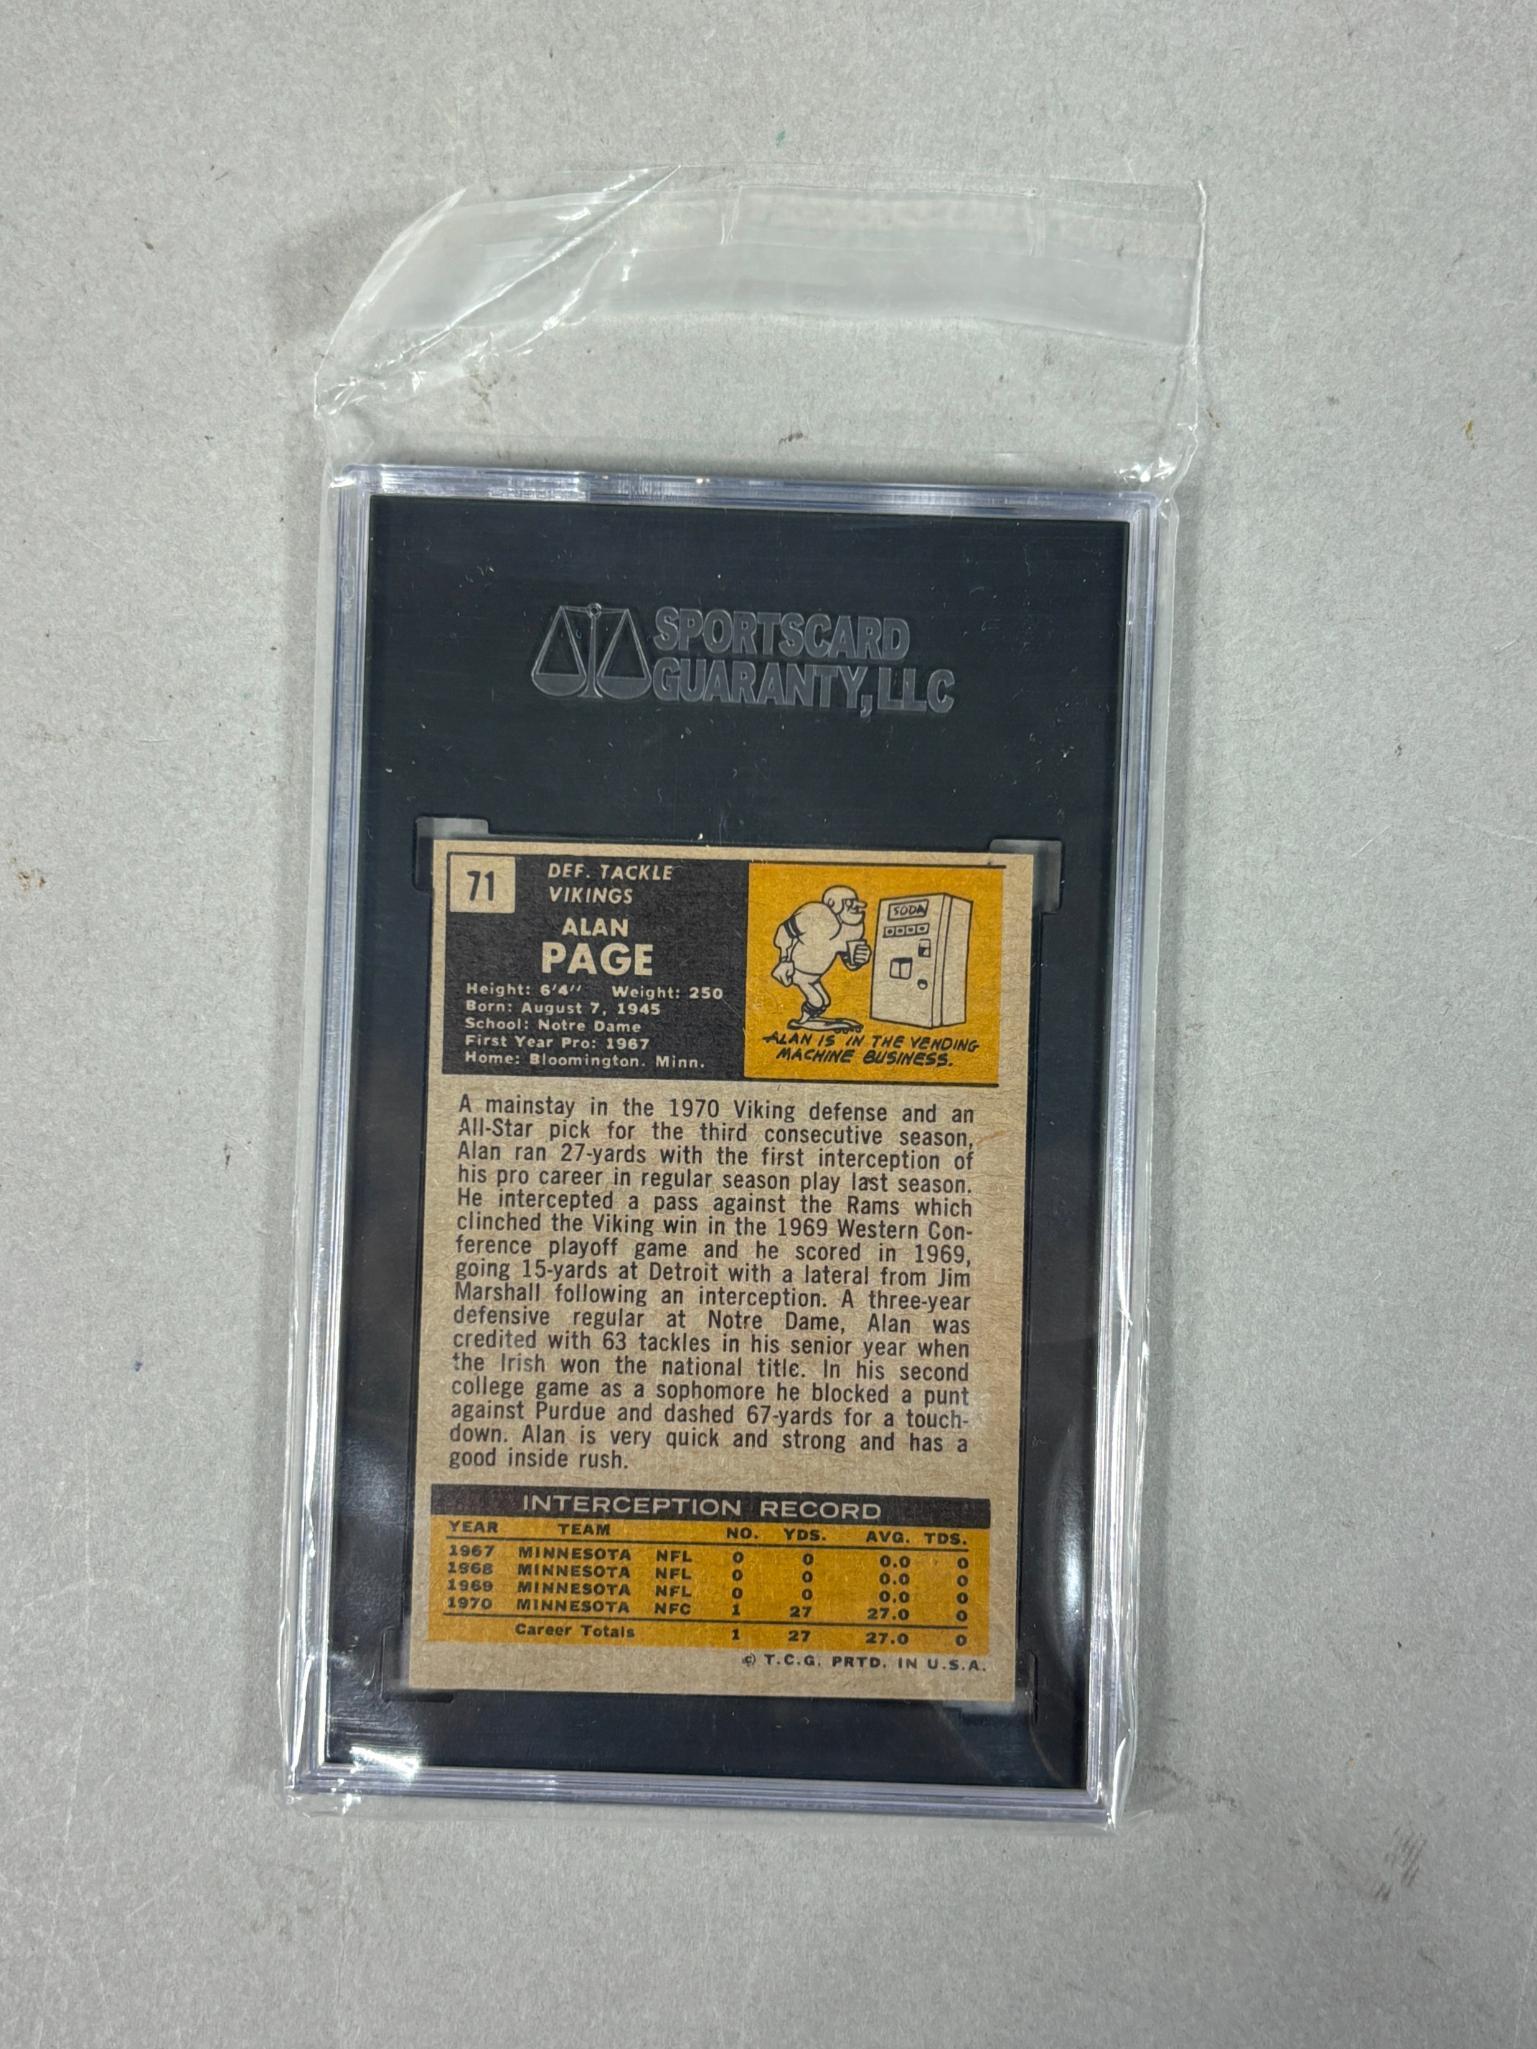 SPORTSCARD
GUARANTY, LLC
71
DEF. TACKLE
VIKINGS
ALAN
PAGE
Height: 6'4'' Weight: 250
Born: August 7, 1945
School: Notre Dame
First Year Pro: 1967
Home: Bloomington. Minn.
SODA
ALAN IS IN THE VENDING
MACHINE BUSINESS.
A mainstay in the 1970 Viking defense and an
All-Star pick for the third consecutive season,
Alan ran 27-yards with the first interception of
his pro career in regular season play last season.
He intercepted a pass against the Rams which
clinched the Viking win in the 1969 Western Con-
ference playoff game and he scored in 1969,
going 15-yards at Detroit with a lateral from Jim
Marshall following an interception. A three-year
defensive regular at Notre Dame, Alan was
credited with 63 tackles in his senior year when
the Irish won the national title. In his second
college game as a sophomore he blocked a punt
against Purdue and dashed 67-yards for a touch-
down. Alan is very quick and strong and has a
good inside rush.
INTERCEPTION RECORD
YEAR TEAM NO. YDS. AVG. TDS.
1967 MINNESOTA NFL 0 0 0.0 0
1968 MINNESOTA NFL 0 0 0.0 0
1969 MINNESOTA NFL 0 0 0.0 0
1970 MINNESOTA NFC 1 27 27.0 0
Career Totals 1 27 27.0 0
© T.C.G. PRTD. IN U.S.A.